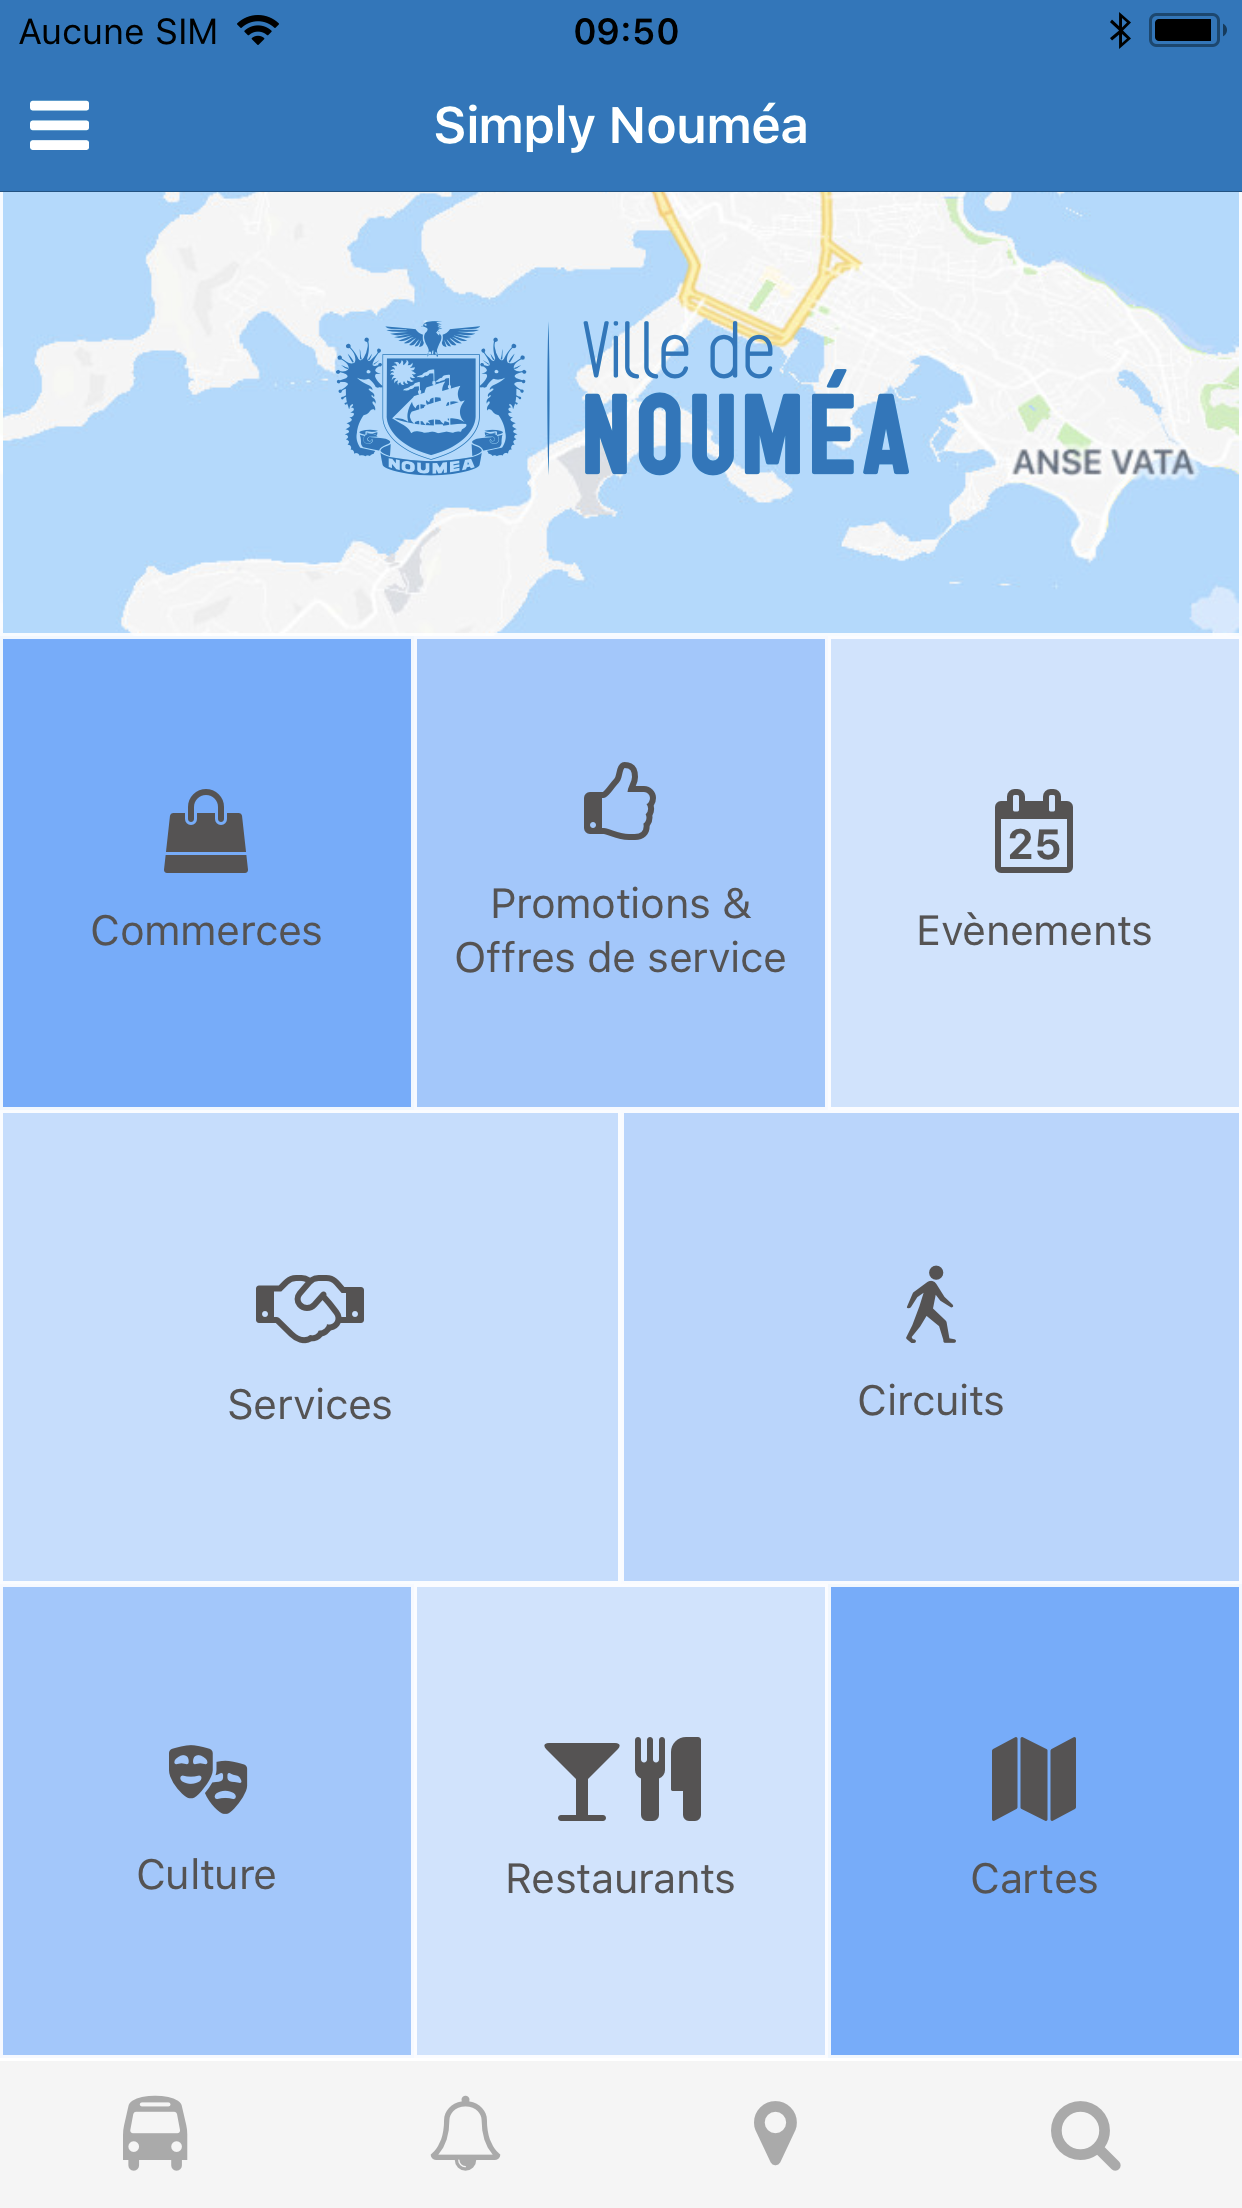 Aucune SIM 09:50
Simply Nouméa
Ville de
NOUMÉA
NOUMEA
ANSE VATA
Commerces
Promotions &
Offres de service
25
Evènements
Services
Circuits
Culture
Restaurants
Cartes